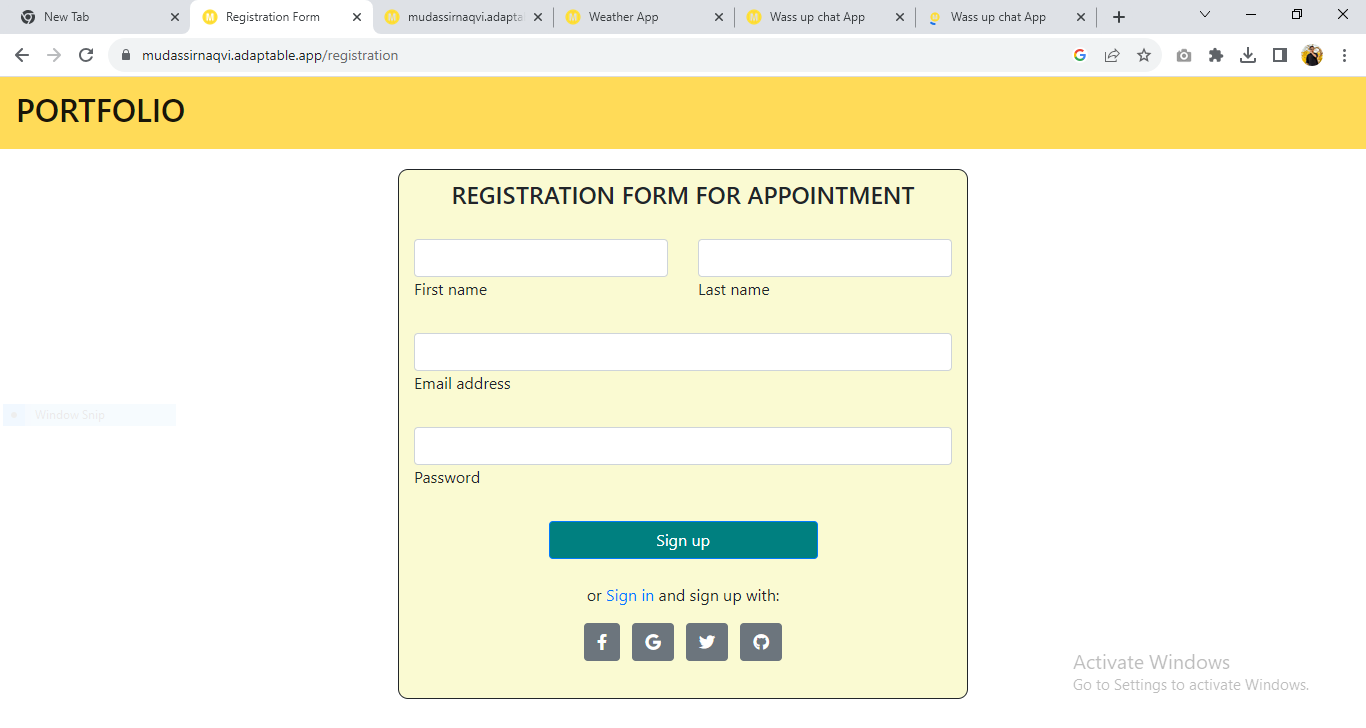 New Tab
Registration Form
mudassirnaqvi.adapta
Weather App
Wass up chat App
Wass up chat App
mudassirnaqvi.adaptable.app/registration
PORTFOLIO
REGISTRATION FORM FOR APPOINTMENT
First name
Last name
Email address
Window Snip
Password
Sign up
or Sign in and sign up with:
Activate Windows
Go to Settings to activate Windows.